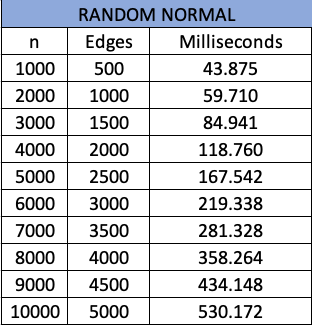 RANDOM NORMAL
n Edges Milliseconds
1000 500 43.875
2000 1000 59.710
3000 1500 84.941
4000 2000 118.760
5000 2500 167.542
6000 3000 219.338
7000 3500 281.328
8000 4000 358.264
9000 4500 434.148
10000 5000 530.172